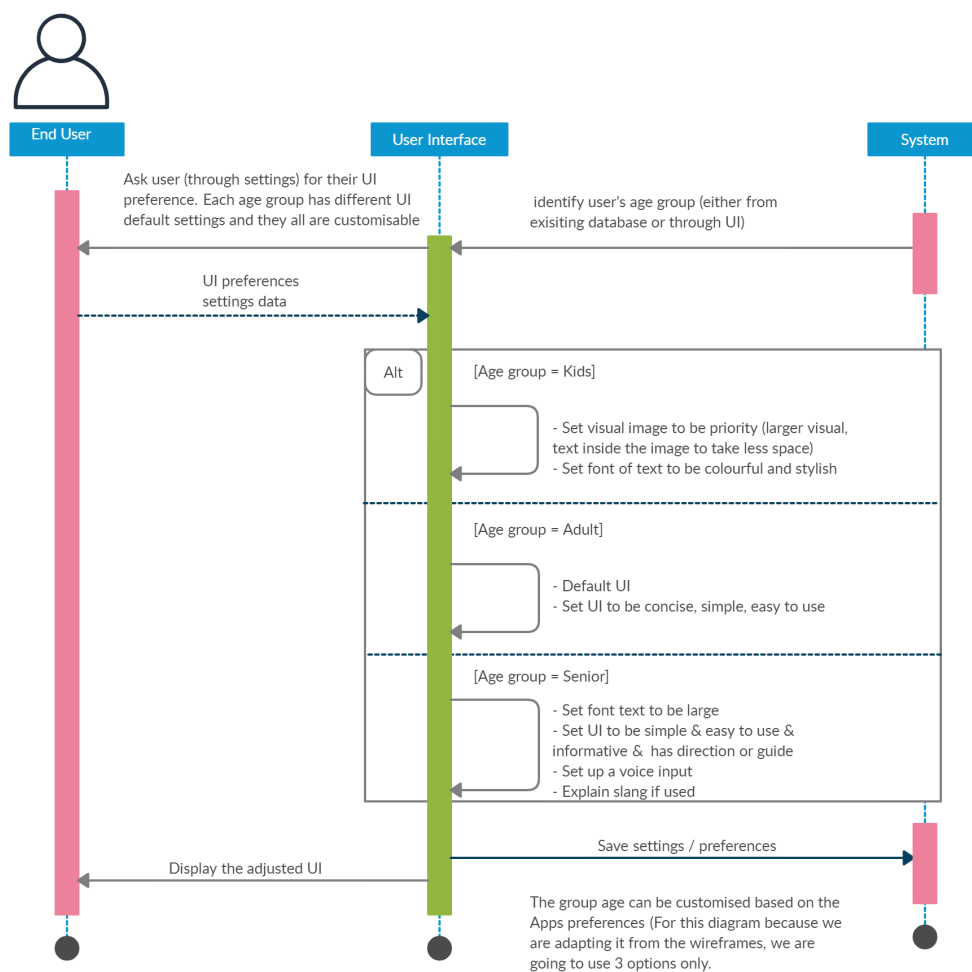 End User
User Interface
System
Ask user (through settings) for their UI
preference. Each age group has different UI
default settings and they all are customisable
identify user's age group (either from
exisiting database or through UI)
UI preferences
settings data
Alt
[Age group = Kids]
- Set visual image to be priority (larger visual,
text inside the image to take less space)
- Set font of text to be colourful and stylish
[Age group = Adult]
- Default UI
- Set UI to be concise, simple, easy to use
[Age group = Senior]
- Set font text to be large
- Set UI to be simple & easy to use &
informative & has direction or guide
- Set up a voice input
- Explain slang if used
Save settings / preferences
Display the adjusted UI
The group age can be customised based on the
Apps preferences (For this diagram because we
are adapting it from the wireframes, we are
going to use 3 options only.